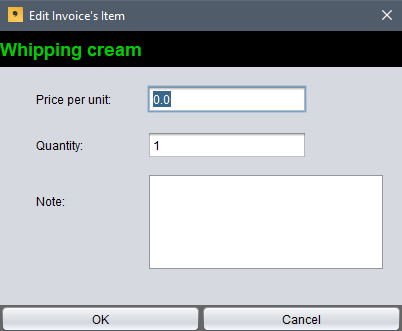 Edit Invoice's Item
Whipping cream
Price per unit: 0.0
Quantity: 1
Note:
OK Cancel